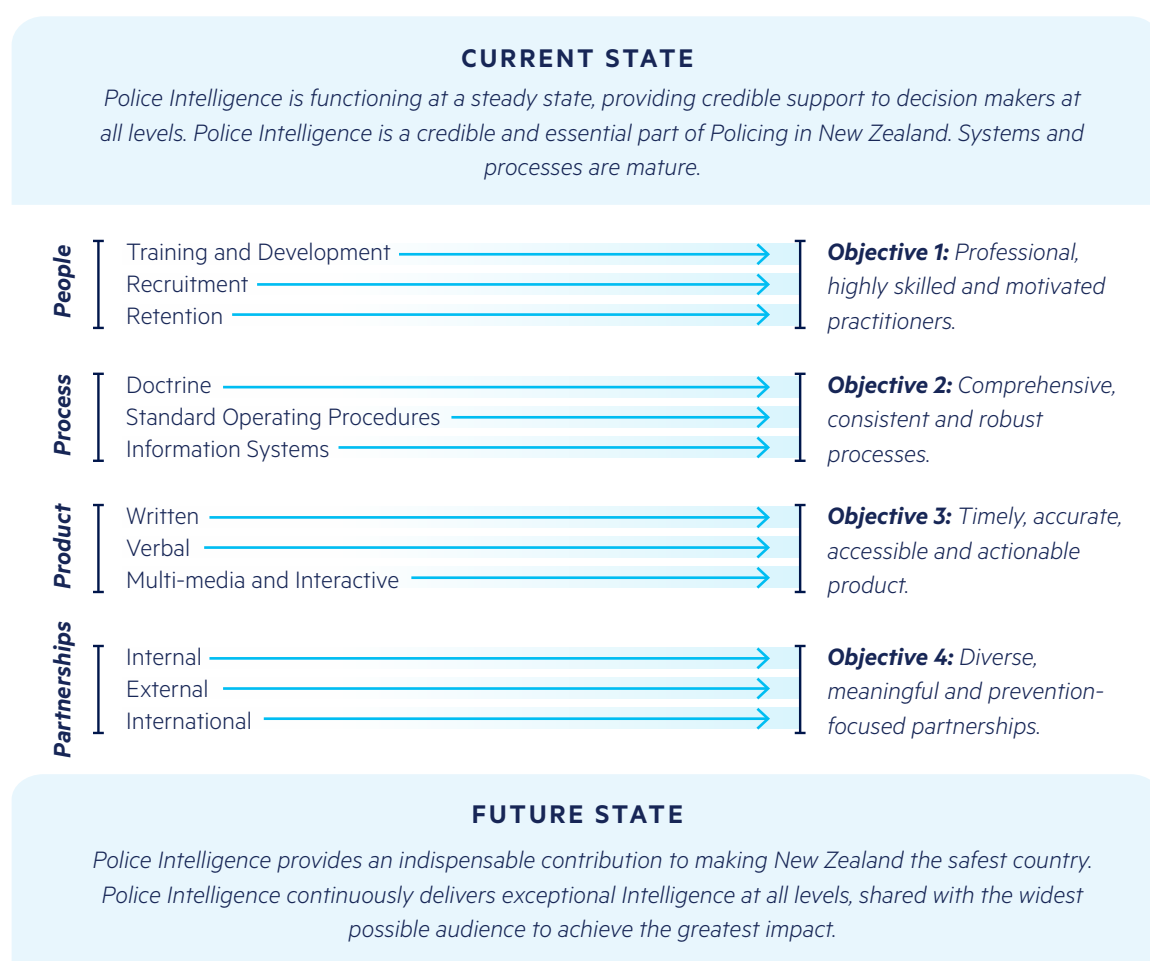 CURRENT STATE
Police Intelligence is functioning at a steady state, providing credible support to decision makers at
all levels. Police Intelligence is a credible and essential part of Policing in New Zealand. Systems and
processes are mature.
People
Training and Development
Recruitment
Retention
Objective 1: Professional,
highly skilled and motivated
practitioners.
Process
Doctrine
Standard Operating Procedures
Information Systems
Objective 2: Comprehensive,
consistent and robust
processes.
Product
Written
Verbal
Multi-media and Interactive
Objective 3: Timely, accurate,
accessible and actionable
product.
Partnerships
Internal
External
International
Objective 4: Diverse,
meaningful and prevention-
focused partnerships.
FUTURE STATE
Police Intelligence provides an indispensable contribution to making New Zealand the safest country.
Police Intelligence continuously delivers exceptional Intelligence at all levels, shared with the widest
possible audience to achieve the greatest impact.